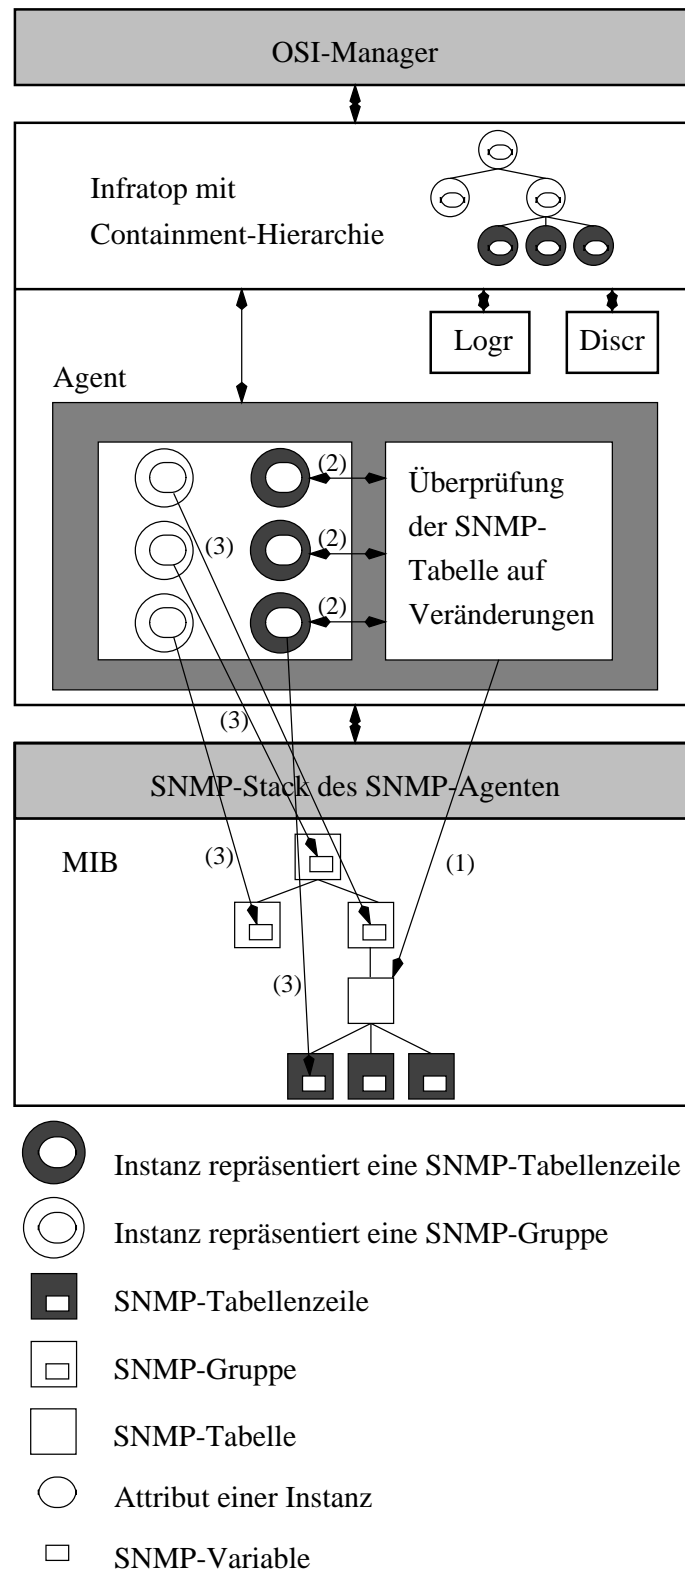 OSI-Manager
Infratop mit
Containment-Hierarchie
Logr
Discr
Agent
(2)
(2)
(2)
(3)
Überprüfung
der SNMP-
Tabelle auf
Veränderungen
(3)
SNMP-Stack des SNMP-Agenten
MIB
(3)
(1)
(3)
Instanz repräsentiert eine SNMP-Tabellenzeile
Instanz repräsentiert eine SNMP-Gruppe
SNMP-Tabellenzeile
SNMP-Gruppe
SNMP-Tabelle
Attribut einer Instanz
SNMP-Variable